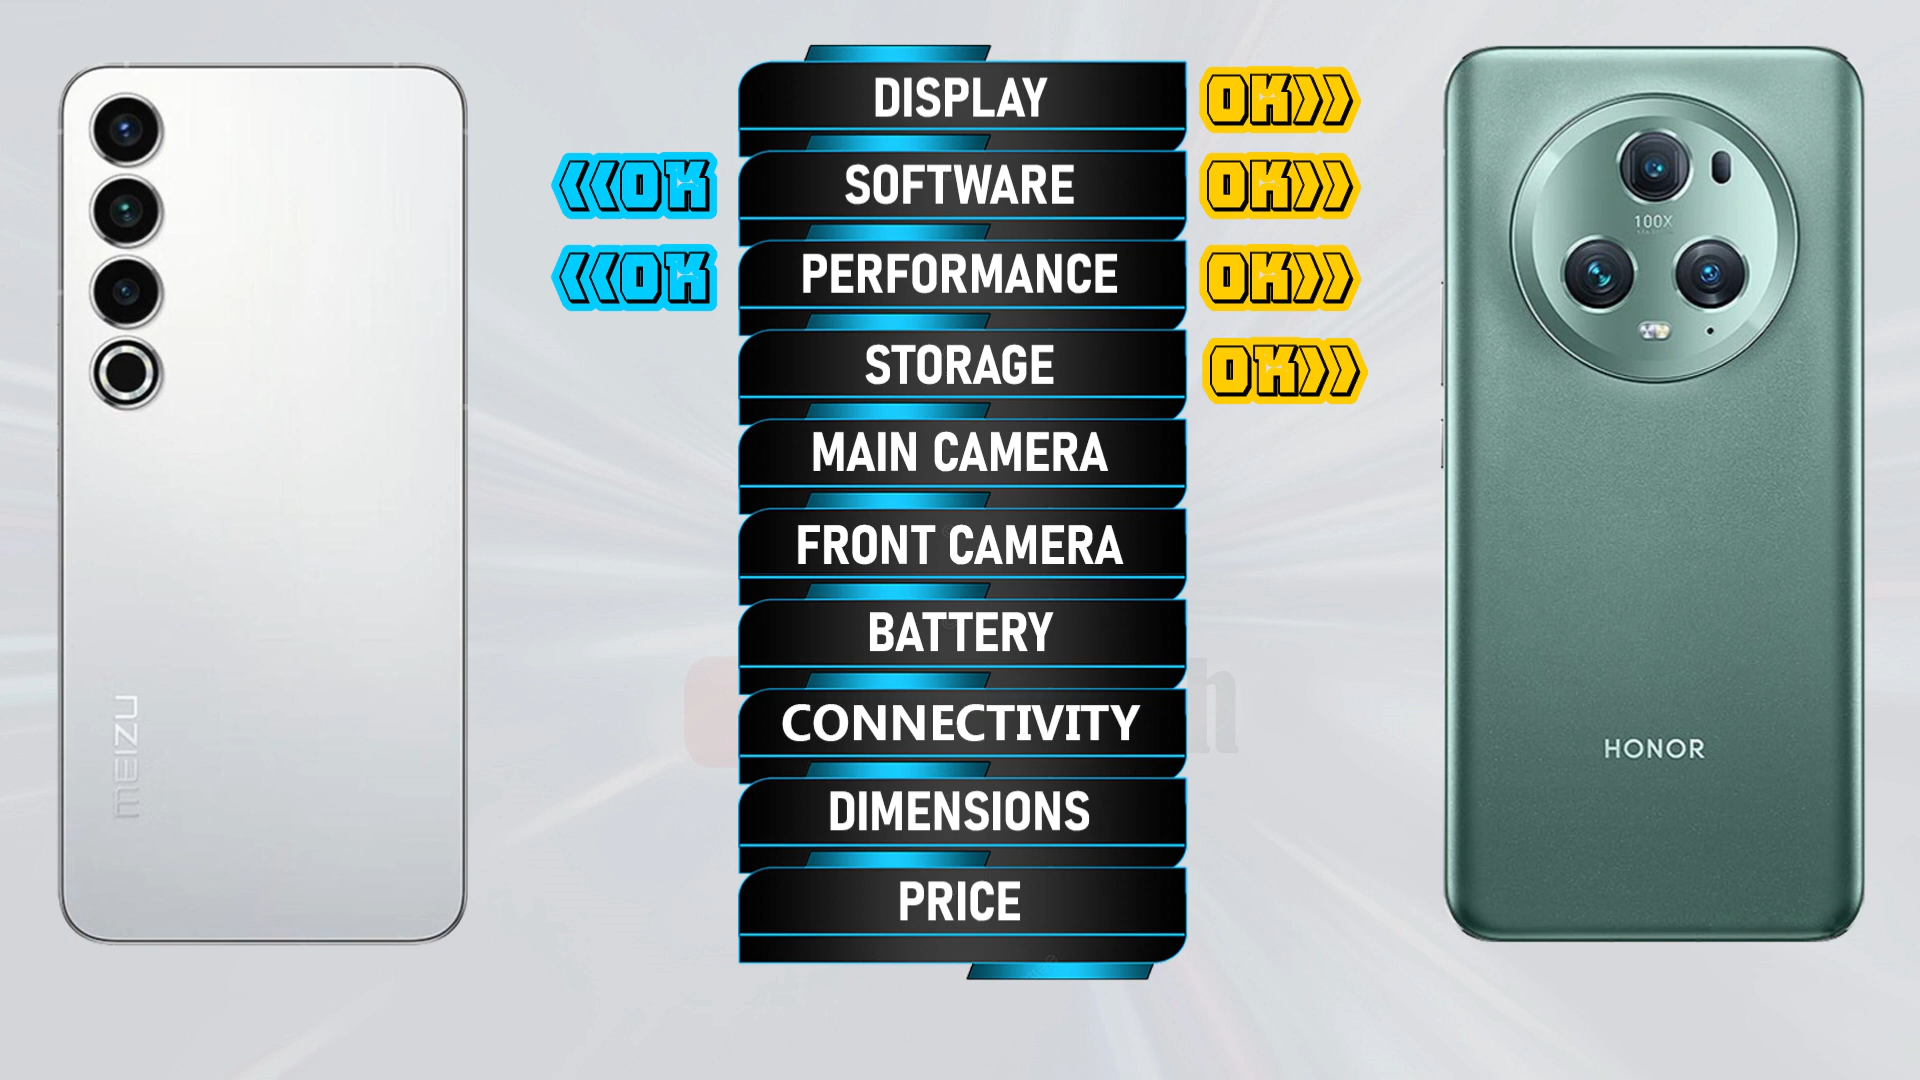 DISPLAY OK
OK SOFTWARE OK
OK PERFORMANCE OK
STORAGE OK
MAIN CAMERA
FRONT CAMERA
BATTERY
CONNECTIVITY
DIMENSIONS
PRICE
MEIZU
100X
HONOR